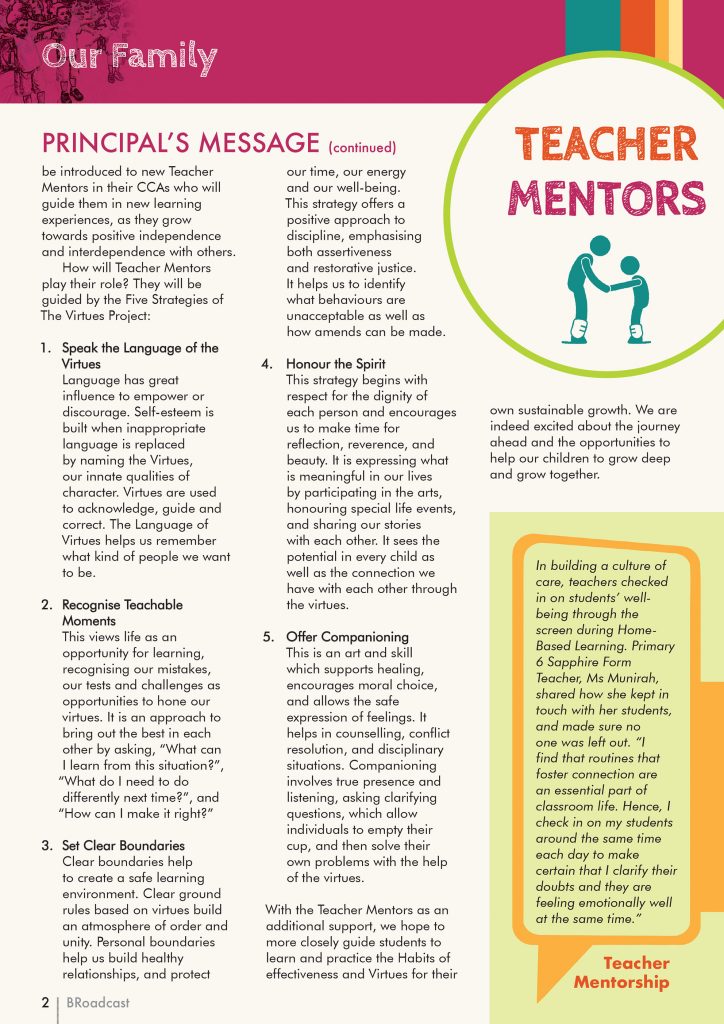 Our Family
PRINCIPAL'S MESSAGE (continued)
be introduced to new Teacher
Mentors in their CCAs who will
guide them in new learning
experiences, as they grow
towards positive independence
and interdependence with others.
How will Teacher Mentors
play their role? They will be
guided by the Five Strategies of
The Virtues Project:
1. Speak the Language of the
Virtues
Language has great
influence to empower or
discourage. Self-esteem is
built when inappropriate
language is replaced
by naming the Virtues,
our innate qualities of
character. Virtues are used
to acknowledge, guide and
correct. The Language of
Virtues helps us remember
what kind of people we want
to be.
2. Recognise Teachable
Moments
This views life as an
opportunity for learning,
recognising our mistakes,
our tests and challenges as
opportunities to hone our
virtues. It is an approach to
bring out the best in each
other by asking, “What can
I learn from this situation?”,
“What do I need to do
differently next time?”, and
“How can I make it right?”
3. Set Clear Boundaries
Clear boundaries help
to create a safe learning
environment. Clear ground
rules based on virtues build
an atmosphere of order and
unity. Personal boundaries
help us build healthy
relationships, and protect
our time, our energy
and our well-being.
This strategy offers a
positive approach to
discipline, emphasising
both assertiveness
and restorative justice.
It helps us to identify
what behaviours are
unacceptable as well as
how amends can be made.
4. Honour the Spirit
This strategy begins with
respect for the dignity of
each person and encourages
us to make time for
reflection, reverence, and
beauty. It is expressing what
is meaningful in our lives
by participating in the arts,
honouring special life events,
and sharing our stories
with each other. It sees the
potential in every child as
well as the connection we
have with each other through
the virtues.
5. Offer Companioning
This is an art and skill
which supports healing,
encourages moral choice,
and allows the safe
expression of feelings. It
helps in counselling, conflict
resolution, and disciplinary
situations. Companioning
involves true presence and
listening, asking clarifying
questions, which allow
individuals to empty their
cup, and then solve their
own problems with the help
of the virtues.
With the Teacher Mentors as an
additional support, we hope to
more closely guide students to
learn and practice the Habits of
effectiveness and Virtues for their
TEACHER
MENTORS
own sustainable growth. We are
indeed excited about the journey
ahead and the opportunities to
help our children to grow deep
and grow together.
In building a culture of
care, teachers checked
in on students’ well-
being through the
screen during Home-
Based Learning. Primary
6 Sapphire Form
Teacher, Ms Munirah,
shared how she kept in
touch with her students,
and made sure no
one was left out. “I
find that routines that
foster connection are
an essential part of
classroom life. Hence, I
check in on my students
around the same time
each day to make
certain that I clarify their
doubts and they are
feeling emotionally well
at the same time.”
Teacher
Mentorship
2 BRoadcast